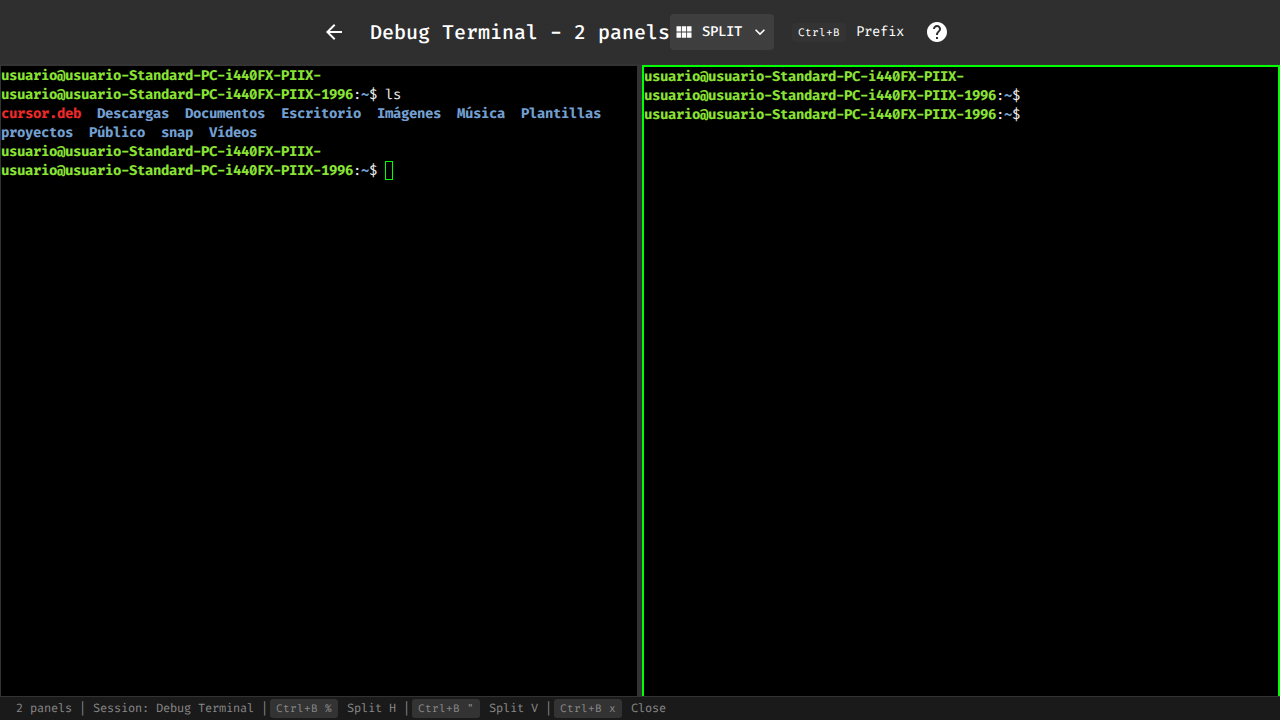 Debug Terminal - 2 panels SPLIT Ctrl+B Prefix ?
usuario@usuario-Standard-PC-i440FX-PIIX-
usuario@usuario-Standard-PC-i440FX-PIIX-1996:~$ ls
cursor.deb Descargas Documentos Escritorio Imágenes Música Plantillas
proyectos Público snap Vídeos
usuario@usuario-Standard-PC-i440FX-PIIX-
usuario@usuario-Standard-PC-i440FX-PIIX-1996:~$
usuario@usuario-Standard-PC-i440FX-PIIX-
usuario@usuario-Standard-PC-i440FX-PIIX-1996:~$
usuario@usuario-Standard-PC-i440FX-PIIX-1996:~$
2 panels | Session: Debug Terminal | Ctrl+B % Split H | Ctrl+B " Split V | Ctrl+B x Close